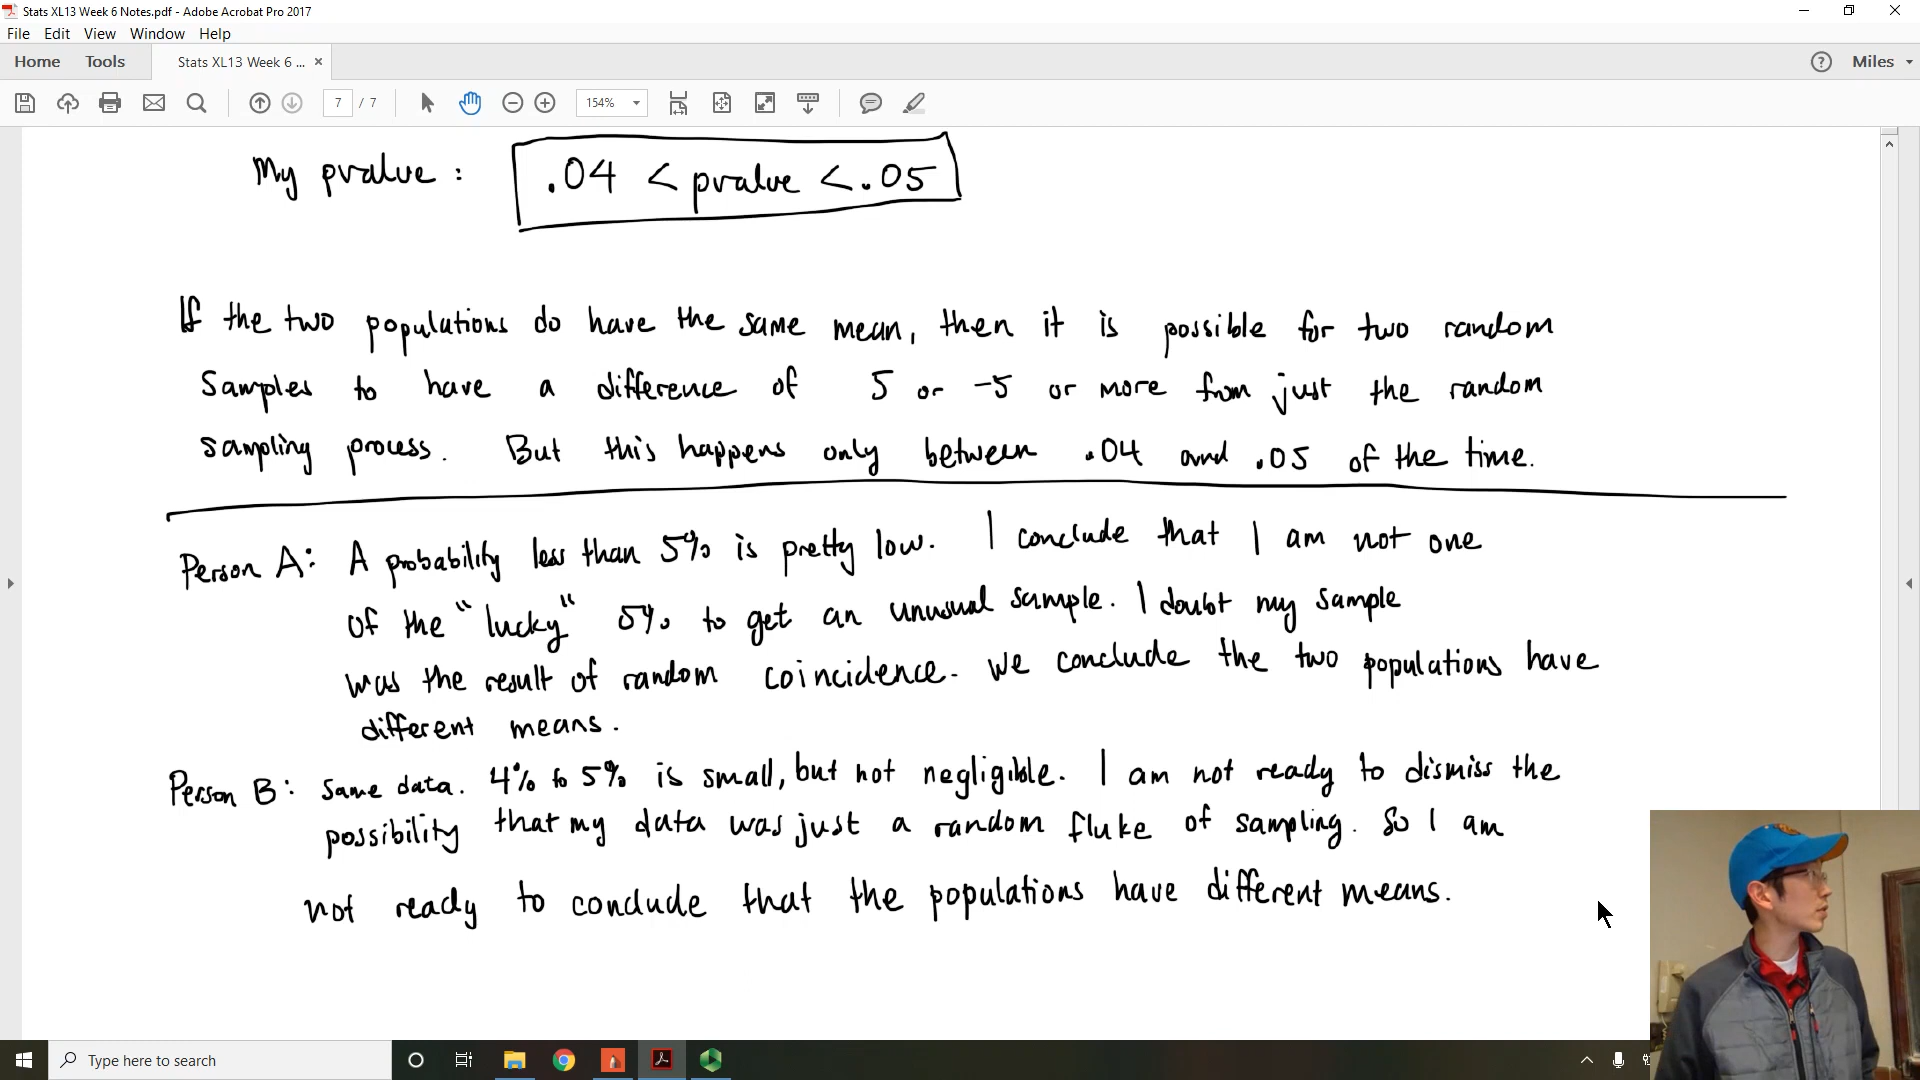 Stats XL13 Week 6 Notes.pdf - Adobe Acrobat Pro 2017
File Edit View Window Help
Home Tools Stats XL13 Week 6 ... × Miles
7 / 7 154%
My pvalue : .04 < pvalue < .05
If the two populations do have the same mean, then it is possible for two random
samples to have a difference of 5 or -5 or more from just the random
sampling process. But this happens only between .04 and .05 of the time.
Person A: A probability less than 5% is pretty low. I conclude that I am not one
of the "lucky" 5% to get an unusual sample. I doubt my sample
was the result of random coincidence. We conclude the two populations have
different means.
Person B: Same data. 4% to 5% is small, but not negligible. I am not ready to dismiss the
possibility that my data was just a random fluke of sampling. So I am
not ready to conclude that the populations have different means.
Type here to search